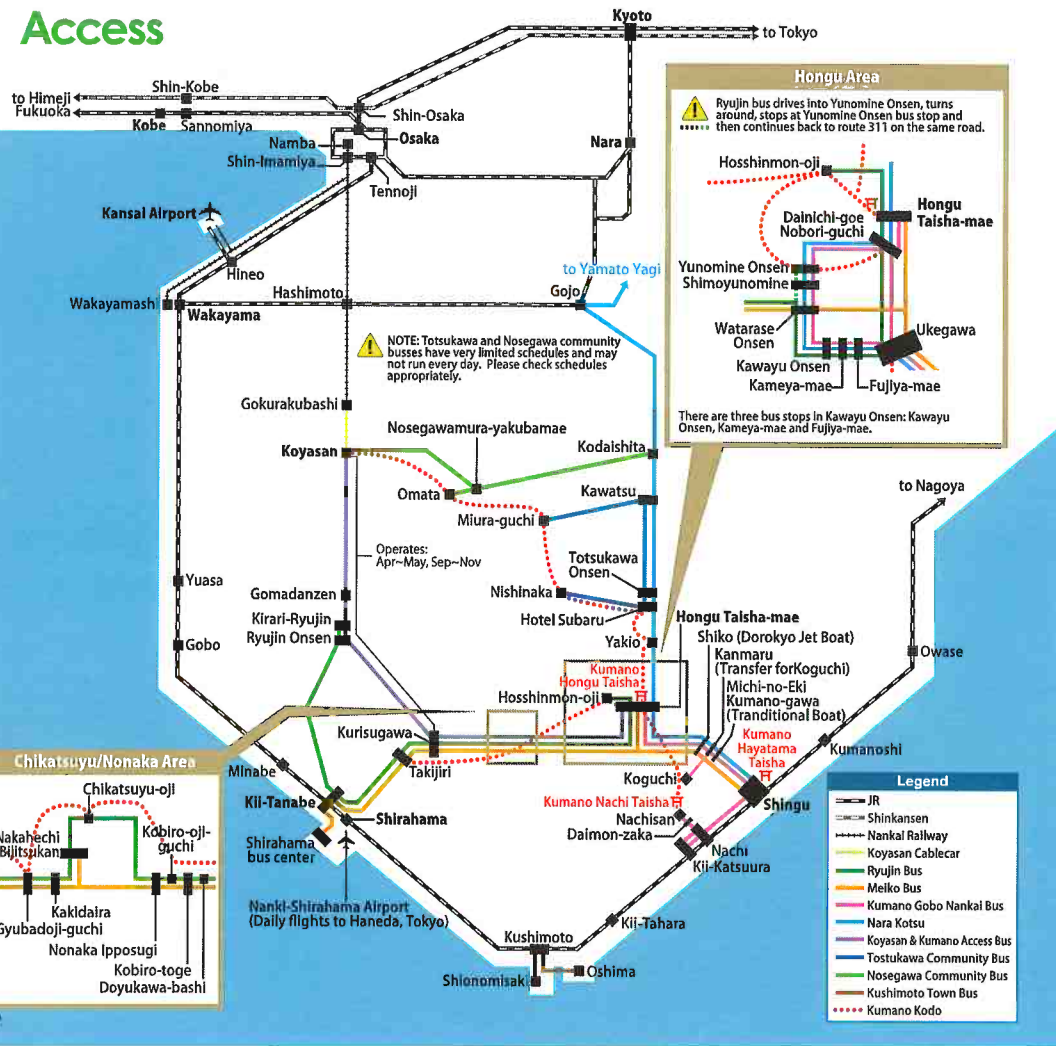 Access
Kyoto
to Tokyo
Shin-Kobe
to Himeji
Fukuoka
Kobe
Sannomiya
Shin-Osaka
Osaka
Namba
Shin-Imamiya
Tennoji
Nara
Kansai Airport
Hineo
Wakayamashi
Wakayama
Hashimoto
to Yamato Yagi
Gojo
NOTE: Totsukawa and Nosegawa community
busses have very limited schedules and may
not run every day. Please check schedules
appropriately.
Hongu Area
Ryujin bus drives into Yunomine Onsen, turns
around, stops at Yunomine Onsen bus stop and
then continues back to route 311 on the same road.
Hosshinmon-oji
Hongu
Taisha-mae
Dainichi-goe
Nobori-guchi
Yunomine Onsen
Shimoyunomine
Watarase
Onsen
Ukegawa
Kawayu Onsen
Kameya-mae
Fujiya-mae
There are three bus stops in Kawayu Onsen: Kawayu
Onsen, Kameya-mae and Fujiya-mae.
Gokurakubashi
Koyasan
Nosegawamura-yakubamae
Kodaishita
Omata
Kawatsu
Miura-guchi
to Nagoya
Operates:
Apr~May, Sep~Nov
Totsukawa
Onsen
Yuasa
Gomadanzen
Nishinaka
Hotel Subaru
Kirari-Ryujin
Ryujin Onsen
Gobo
Yakio
Hongu Taisha-mae
Shiko (Dorokyo Jet Boat)
Kanmaru
(Transfer forKoguchi)
Michi-no-Eki
Kumano-gawa
(Tranditional Boat)
Owase
Kumano
Hongu Taisha
Hosshinmon-oji
Kumano
Hayatama
Taisha
Kurisugawa
Kumanoshi
Chikatsuyu/Nonaka Area
Minabe
Takijiri
Koguchi
Chikatsuyu-oji
Kii-Tanabe
Kumano Nachi Taisha
Shingu
Nakahechi
Bijitsukan
Kobiro-oji-
guchi
Shirahama
Nachisan
Daimon-zaka
Shirahama
bus center
Nachi
Kii-Katsuura
Kakidaira
Gyubadoji-guchi
Nonaka Ipposugi
Kobiro-toge
Doyukawa-bashi
Nanki-Shirahama Airport
(Daily flights to Haneda, Tokyo)
Kii-Tahara
Kushimoto
Shionomisaki
Oshima
Legend
JR
Shinkansen
Nankai Railway
Koyasan Cablecar
Ryujin Bus
Meiko Bus
Kumano Gobo Nankai Bus
Nara Kotsu
Koyasan & Kumano Access Bus
Tostukawa Community Bus
Nosegawa Community Bus
Kushimoto Town Bus
Kumano Kodo